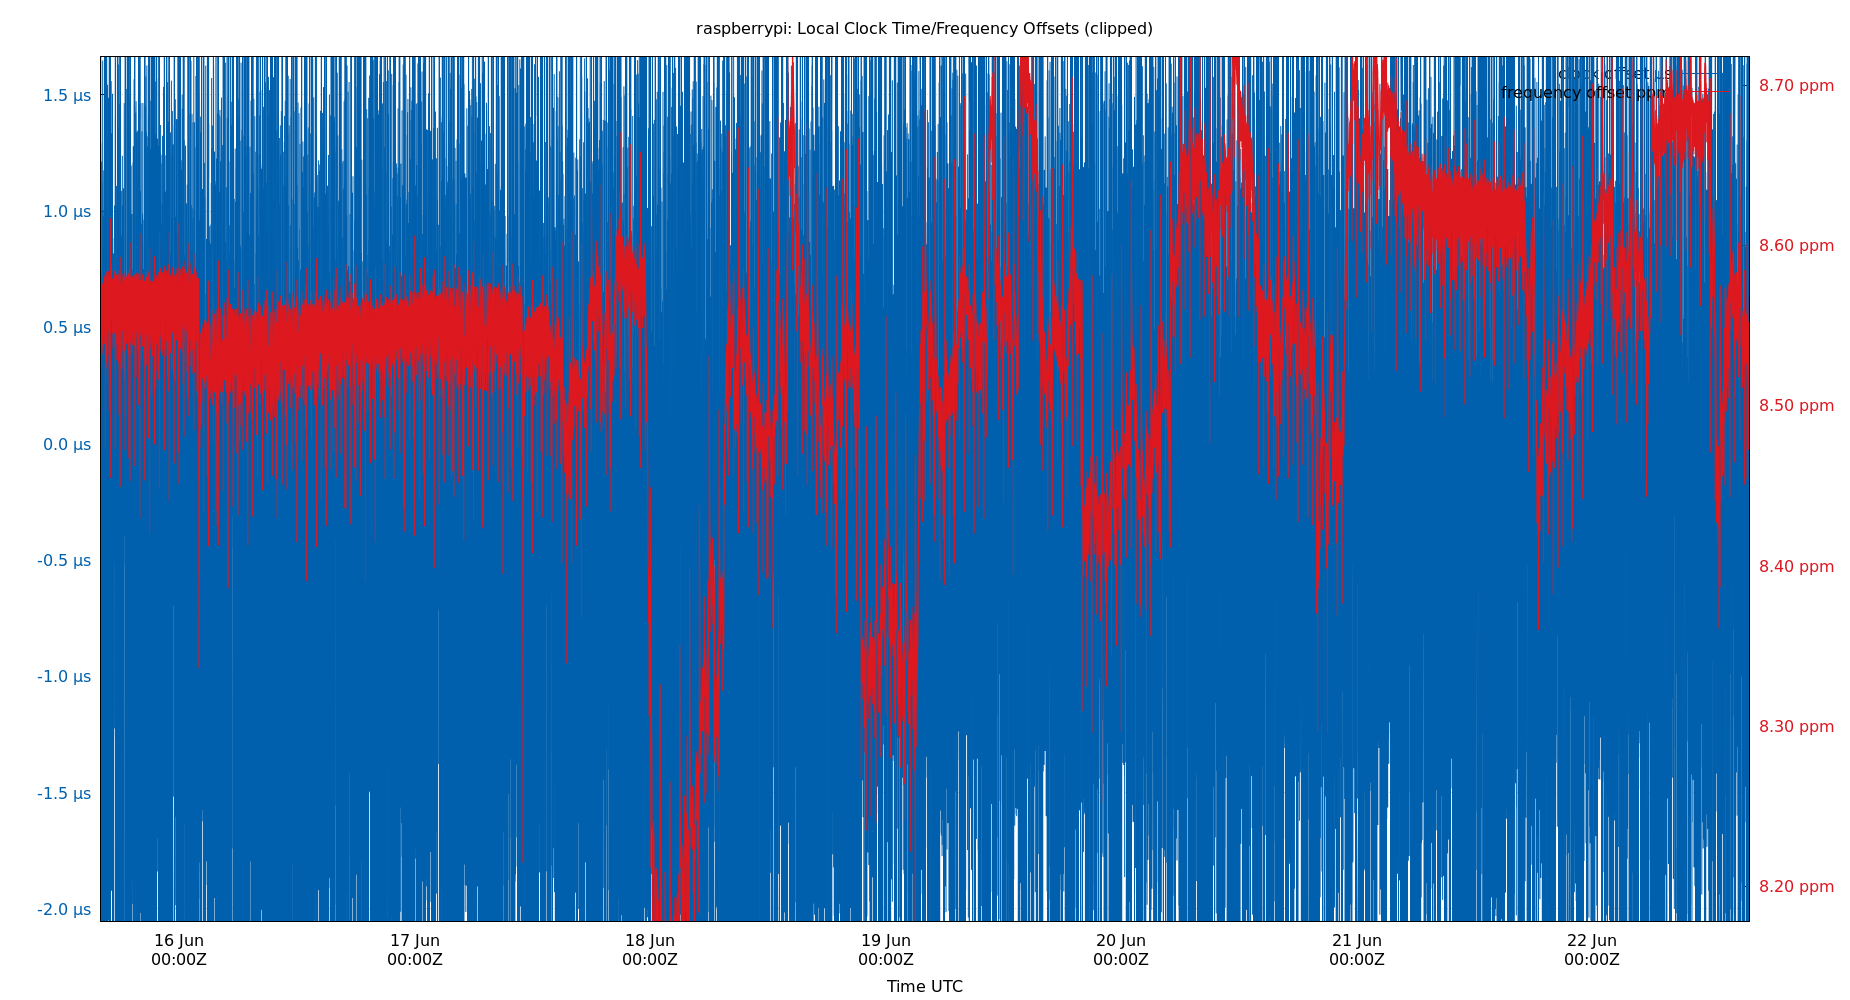 raspberrypi: Local Clock Time/Frequency Offsets (clipped)
clock offset µs
frequency offset ppm
1.5 µs
1.0 µs
0.5 µs
0.0 µs
-0.5 µs
-1.0 µs
-1.5 µs
-2.0 µs
8.70 ppm
8.60 ppm
8.50 ppm
8.40 ppm
8.30 ppm
8.20 ppm
16 Jun
00:00Z
17 Jun
00:00Z
18 Jun
00:00Z
19 Jun
00:00Z
20 Jun
00:00Z
21 Jun
00:00Z
22 Jun
00:00Z
Time UTC